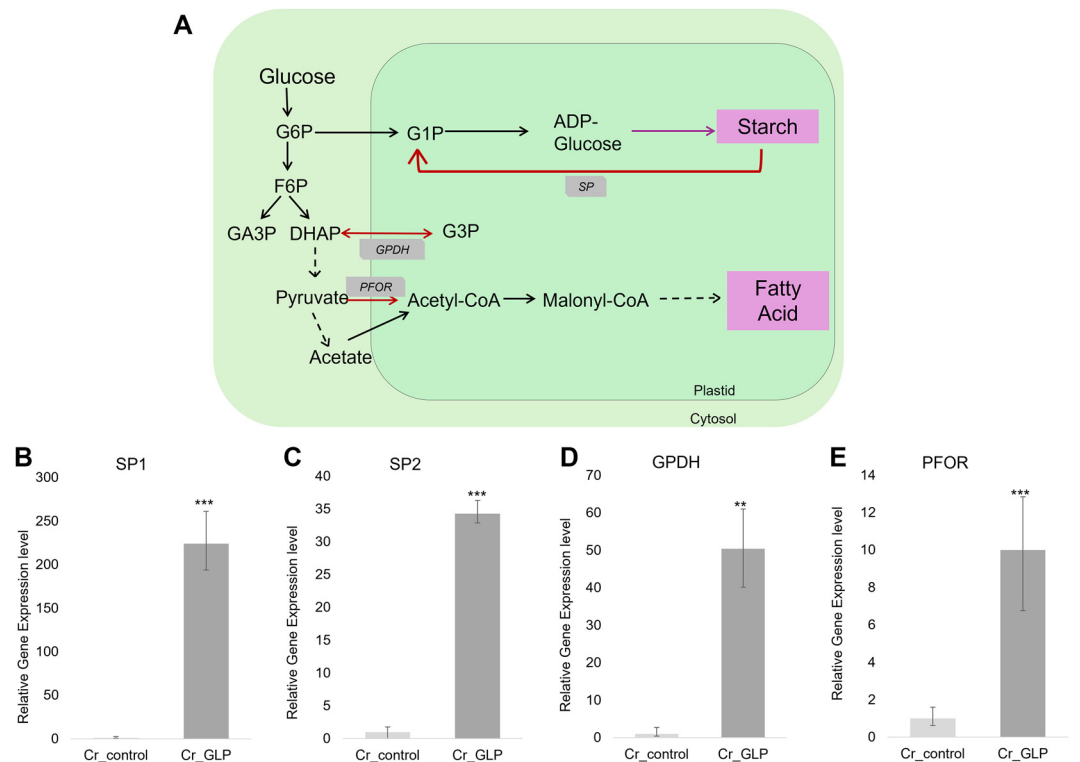 A
Glucose
G6P
G1P
ADP-
Glucose
Starch
SP
F6P
GA3P
DHAP
G3P
GPDH
PFOR
Pyruvate
Acetyl-CoA
Malonyl-CoA
Fatty
Acid
Acetate
Plastid
Cytosol
B
SP1
Relative Gene Expression level
300
250
200
150
100
50
0
***
Cr_control
Cr_GLP
C
SP2
Relative Gene Expression level
40
35
30
25
20
15
10
5
0
***
Cr_control
Cr_GLP
D
GPDH
Relative Gene Expression level
70
60
50
40
30
20
10
0
**
Cr_control
Cr_GLP
E
PFOR
Relative Gene Expression level
14
12
10
8
6
4
2
0
***
Cr_control
Cr_GLP